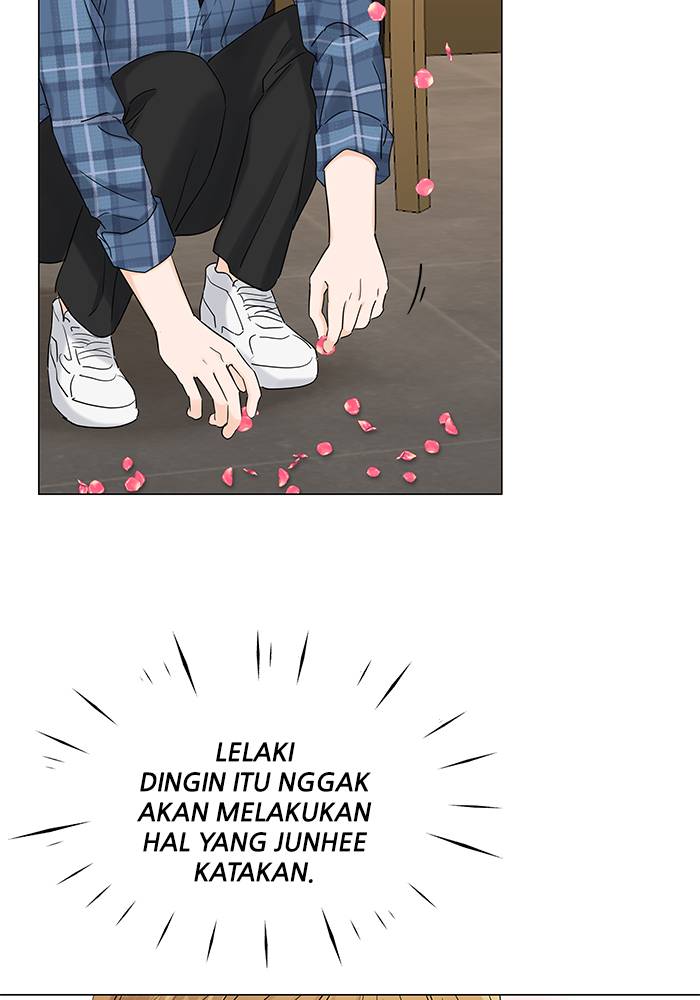 LELAKI
DINGIN ITU NGGAK
AKAN MELAKUKAN
HAL YANG JUNHEE
KATAKAN.